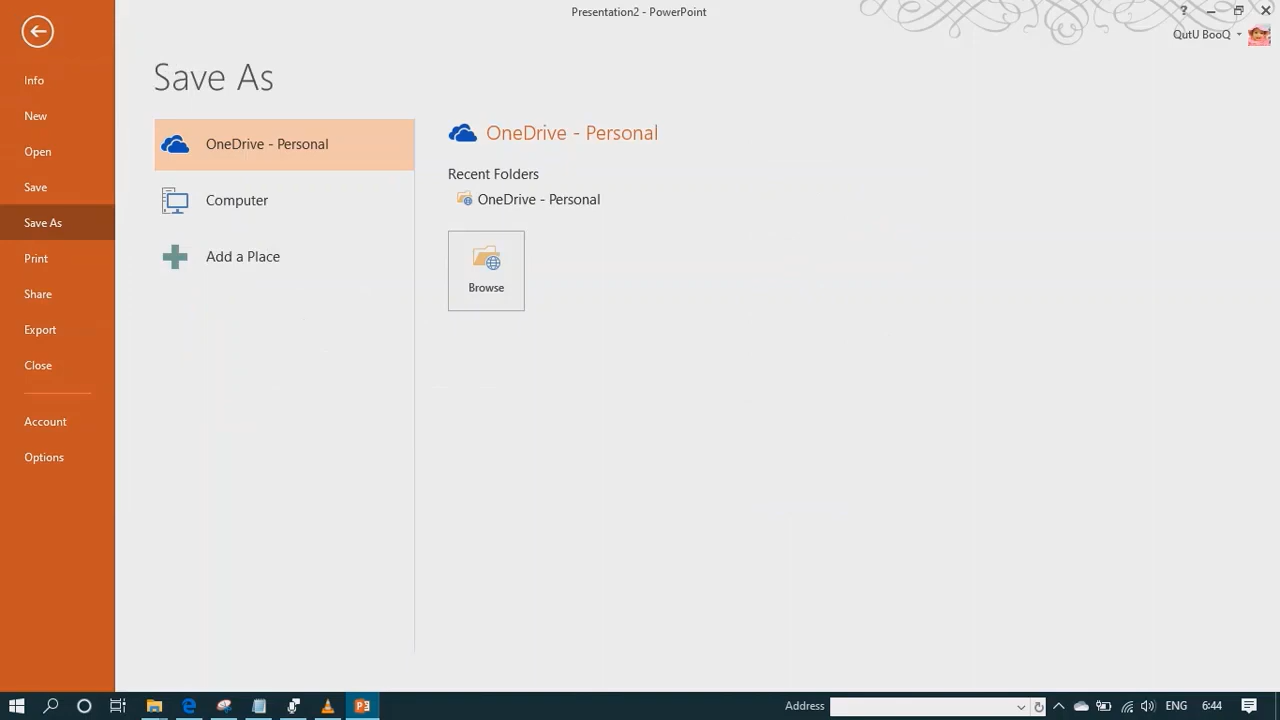 Presentation2 - PowerPoint
?
QutU BooQ
Info
New
Open
Save
Save As
Print
Share
Export
Close
Account
Options
Save As
OneDrive - Personal
Computer
Add a Place
OneDrive - Personal
Recent Folders
OneDrive - Personal
Browse
P3
Address
ENG
6:44